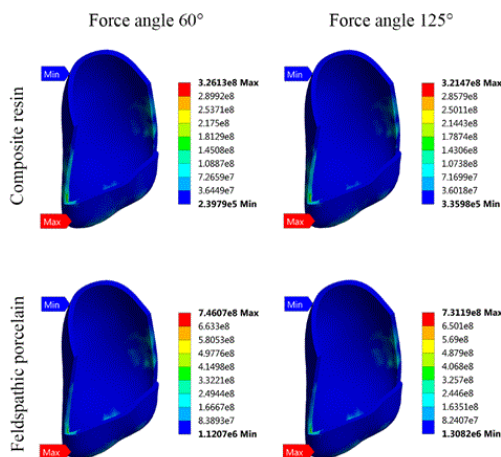 Force angle 60° Force angle 125°
Composite resin
Min
3.2613e8 Max
2.8992e8
2.5371e8
2.175e8
1.8129e8
1.4508e8
1.0887e8
7.2659e7
3.6449e7
2.3979e5 Min
Max
Min
3.2147e8 Max
2.8579e8
2.5011e8
2.1443e8
1.7874e8
1.4306e8
1.0738e8
7.1699e7
3.6018e7
3.3598e5 Min
Max
Feldspathic porcelain
Min
7.4607e8 Max
6.633e8
5.8053e8
4.9776e8
4.1498e8
3.3221e8
2.4944e8
1.6667e8
8.3893e7
1.1207e6 Min
Max
Min
7.3119e8 Max
6.501e8
5.69e8
4.879e8
4.068e8
3.257e8
2.446e8
1.6351e8
8.2407e7
1.3082e6 Min
Max